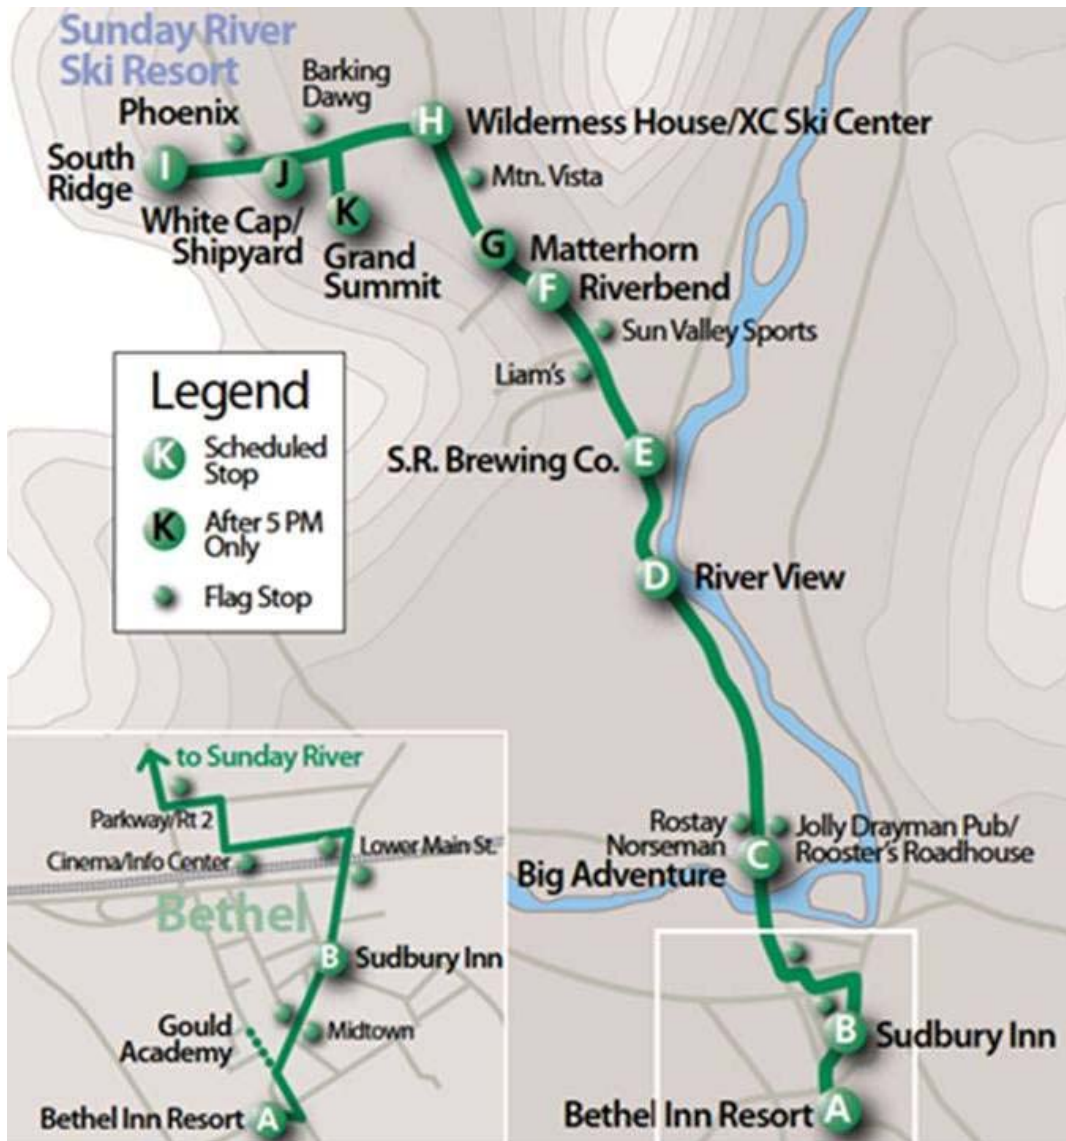 Sunday River
Ski Resort
Barking
Dawg
Phoenix
H
Wilderness House/XC Ski Center
South
Ridge
I
J
Mtn. Vista
White Cap/
Shipyard
K
Grand
Summit
G
Matterhorn
F
Riverbend
Sun Valley Sports
Liam's
Legend
K
Scheduled
Stop
K
After 5 PM
Only
Flag Stop
S.R. Brewing Co.
E
D
River View
to Sunday River
Parkway/Rt 2
Cinema/Info Center
Lower Main St.
Bethel
B
Sudbury Inn
Gould
Academy
Midtown
Bethel Inn Resort
A
Rostay
Norseman
Jolly Drayman Pub/
Rooster's Roadhouse
C
Big Adventure
B
Sudbury Inn
Bethel Inn Resort
A